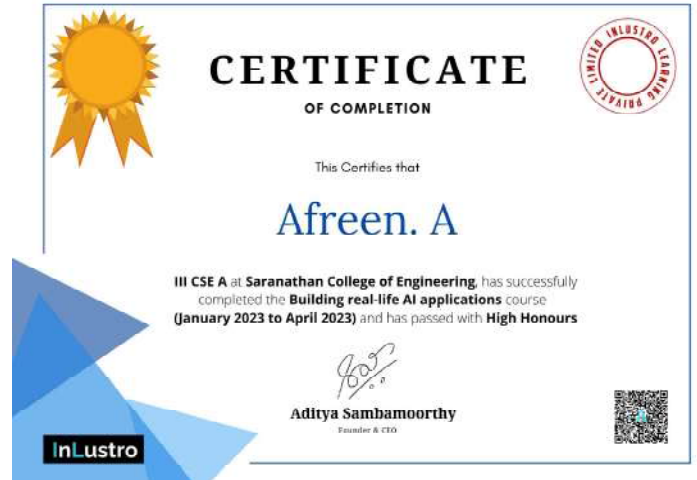 CERTIFICATE
OF COMPLETION
INLUSTRO LEARNING PRIVATE LIMITED
This Certifies that
Afreen. A
III CSE A at Saranathan College of Engineering, has successfully
completed the Building real-life AI applications course
(January 2023 to April 2023) and has passed with High Honours
Aditya Sambamoorthy
Founder & CEO
InLustro